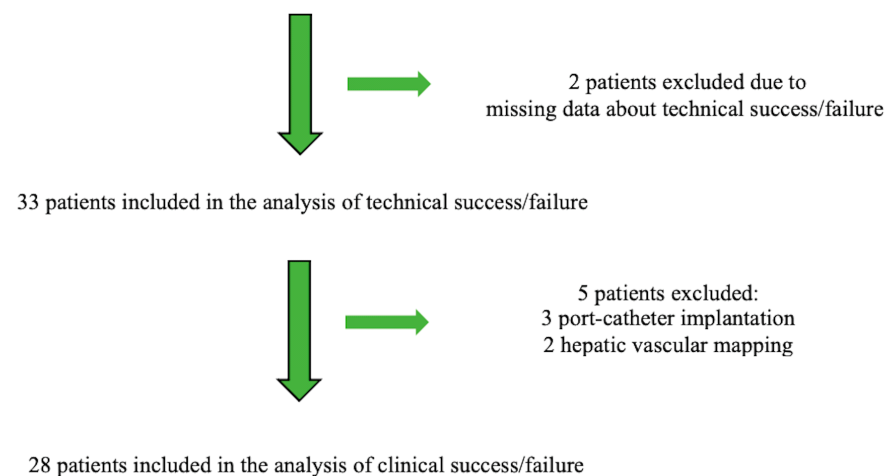 2 patients excluded due to
missing data about technical success/failure
33 patients included in the analysis of technical success/failure
5 patients excluded:
3 port-catheter implantation
2 hepatic vascular mapping
28 patients included in the analysis of clinical success/failure